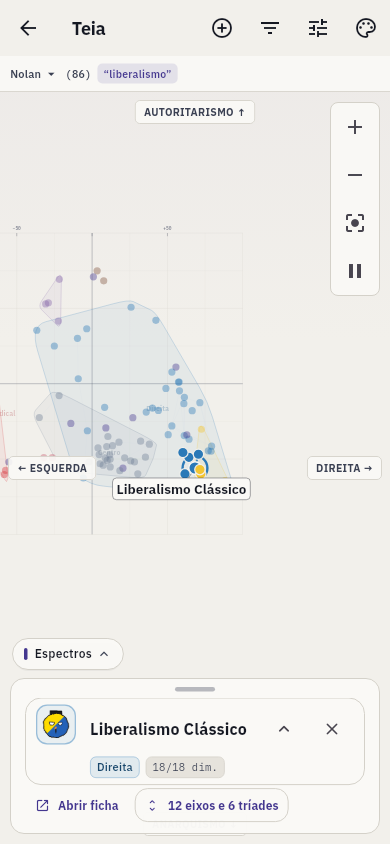 Teia
Nolan (86) “liberalismo”
AUTORITARISMO ↑
-50 +50
← ESQUERDA
DIREITA →
Liberalismo Clássico
Espectros
Liberalismo Clássico
Direita 18/18 dim.
Abrir ficha 12 eixos e 6 tríades